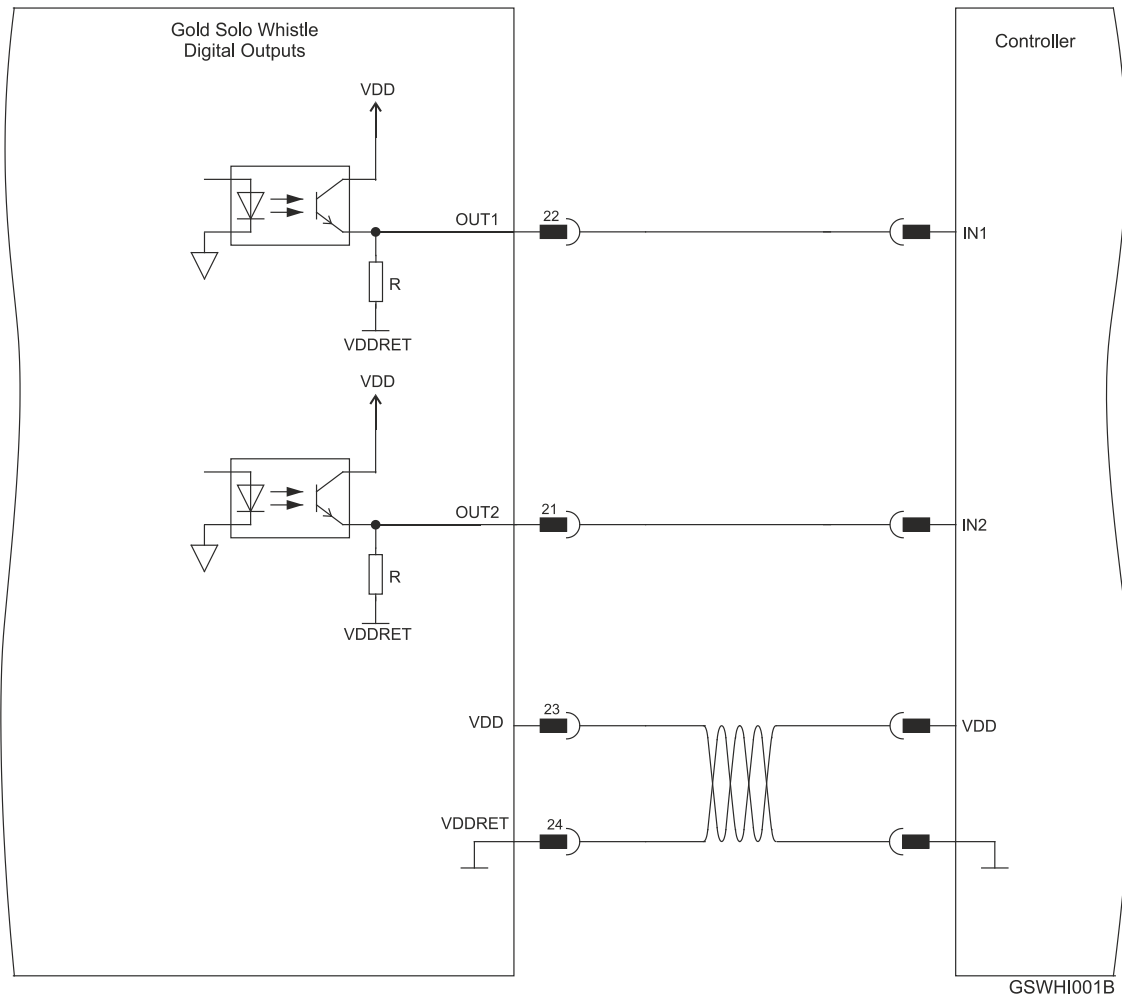 Gold Solo Whistle
Digital Outputs
Controller
VDD
OUT1
22
IN1
R
VDDRET
VDD
OUT2
21
IN2
R
VDDRET
VDD
23
VDD
VDDRET
24
GSWHI001B